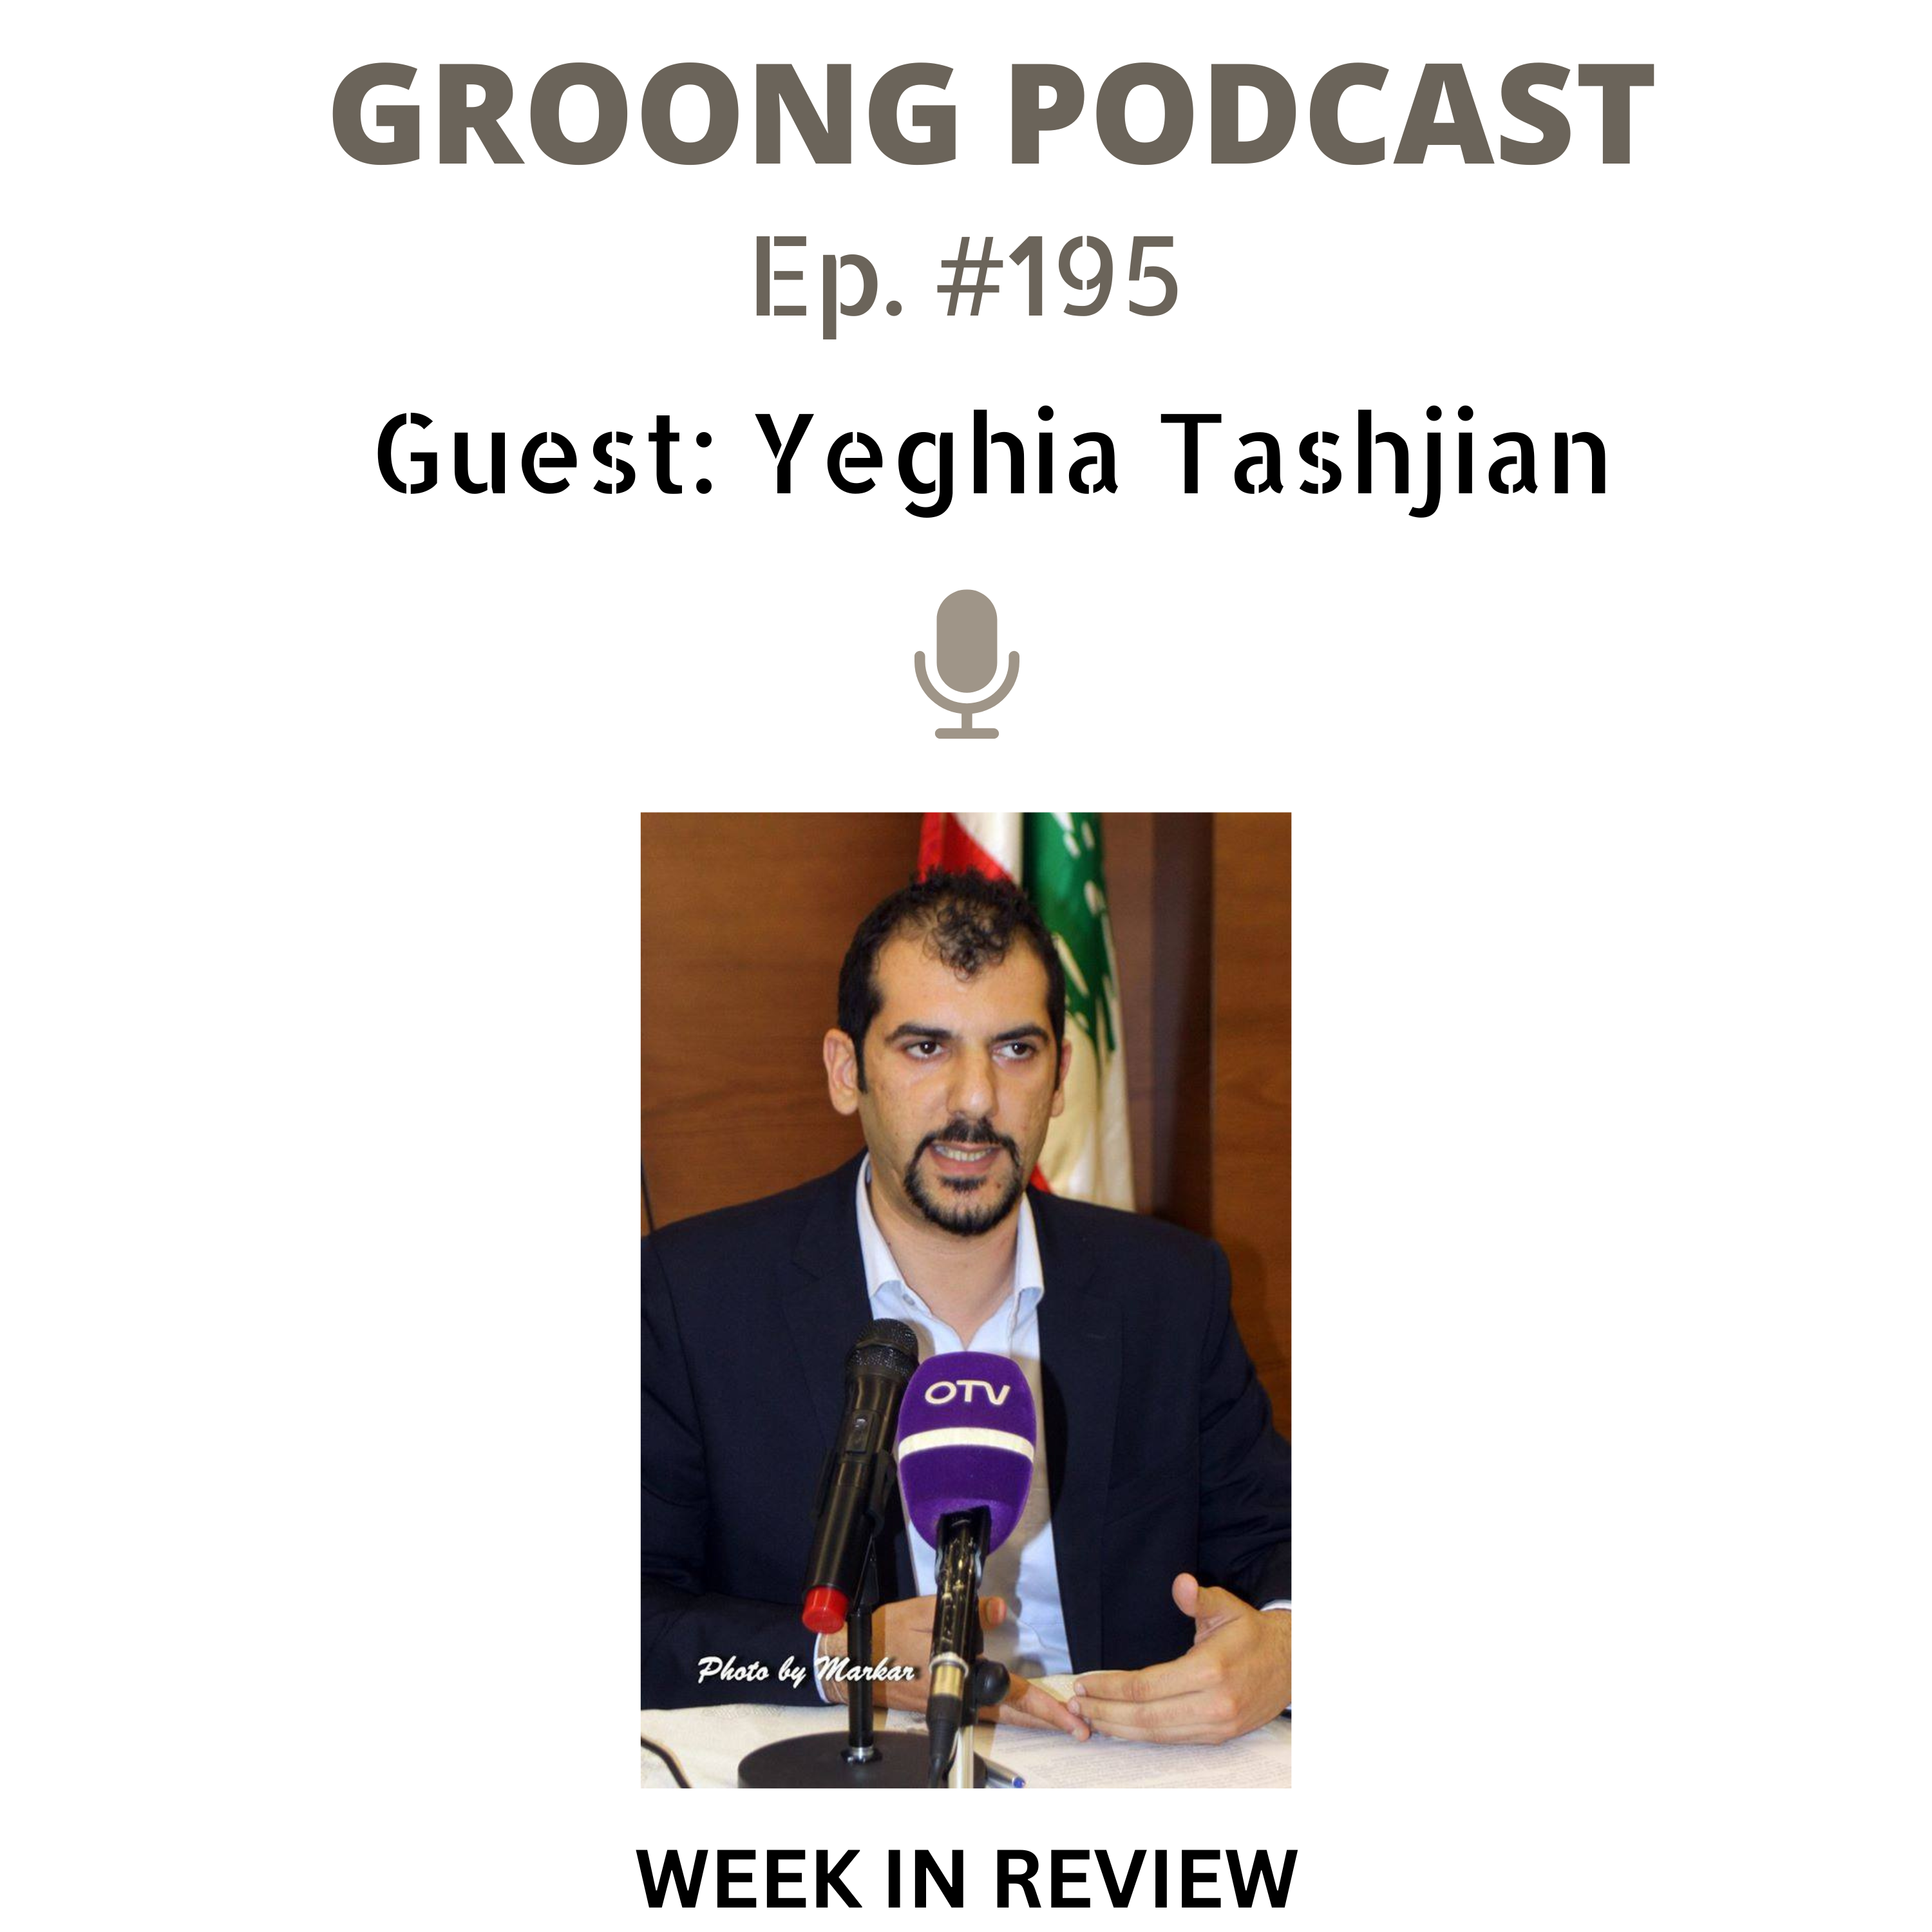 GROONG PODCAST
Ep. #195
Guest: Yeghia Tashjian
OTV
Photo by Markar
WEEK IN REVIEW